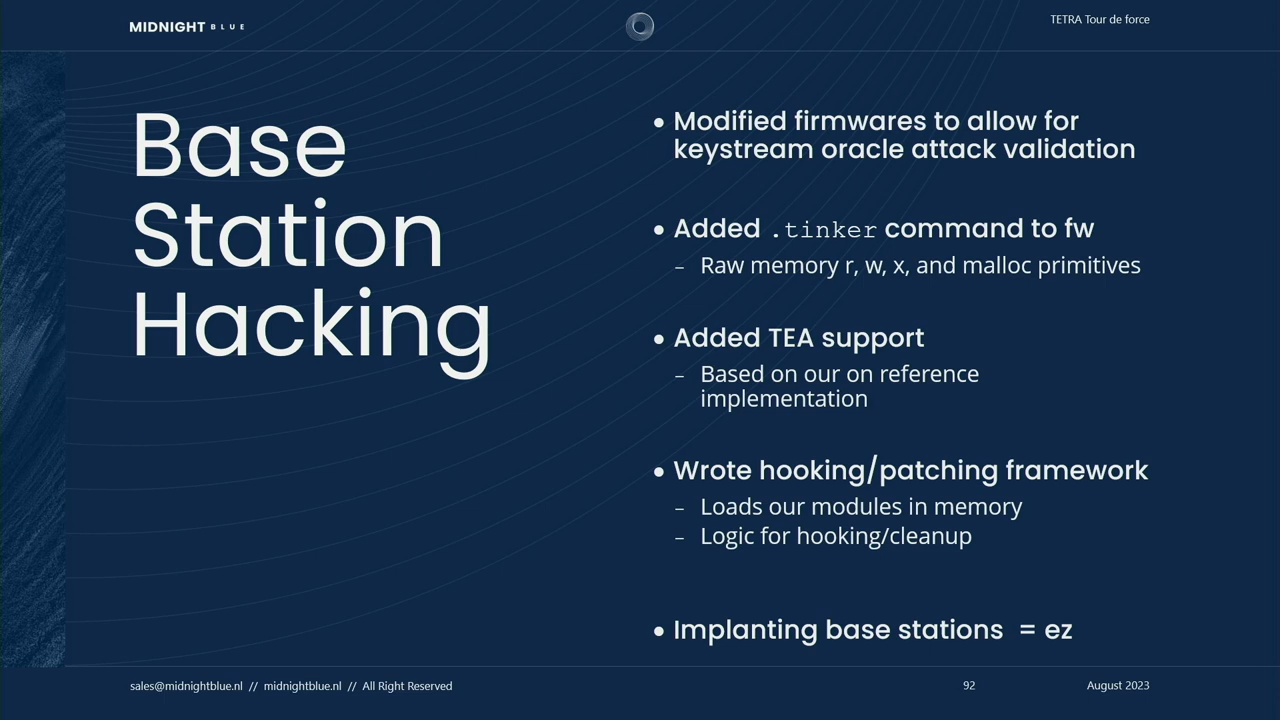 MIDNIGHT BLUE
TETRA Tour de force
Base
Station
Hacking
• Modified firmwares to allow for
keystream oracle attack validation
• Added .tinker command to fw
– Raw memory r, w, x, and malloc primitives
• Added TEA support
– Based on our on reference
implementation
• Wrote hooking/patching framework
– Loads our modules in memory
– Logic for hooking/cleanup
• Implanting base stations = ez
sales@midnightblue.nl // midnightblue.nl // All Right Reserved
92
August 2023